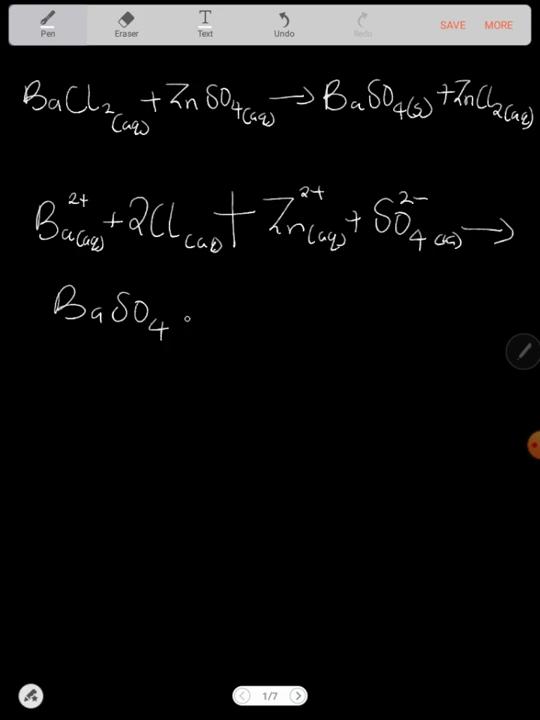 Pen Eraser Text Undo Redo SAVE MORE
BaCl₂(aq) + ZnSO₄(aq) → BaSO₄(s) + ZnCl₂(aq)
Ba²⁺(aq) + 2Cl(aq) + Zn²⁺(aq) + SO₄²⁻(aq) →
BaSO₄
1/7